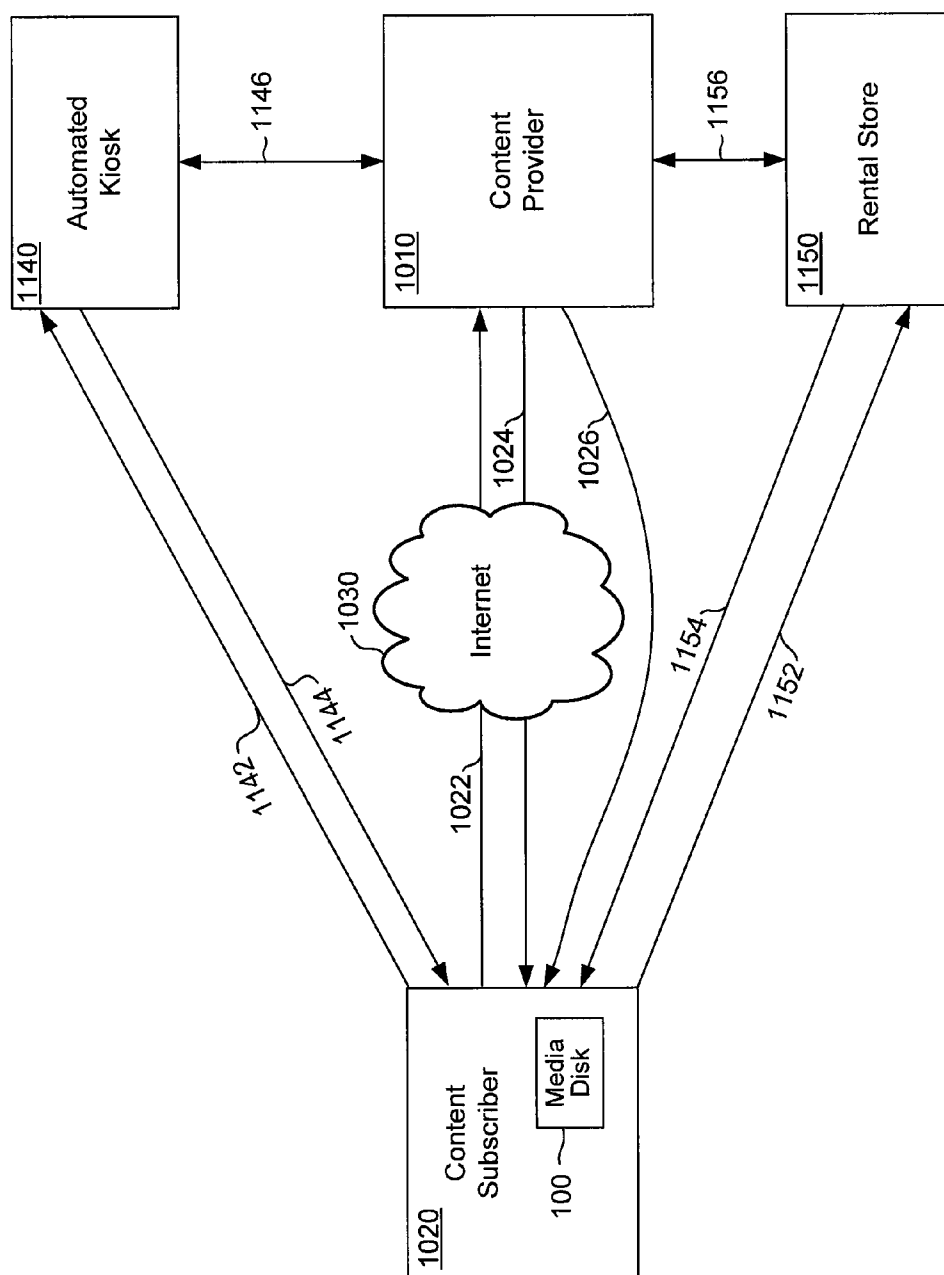 1140
Automated
Kiosk
1146
1010
Content
Provider
1156
1150
Rental Store
1142
1144
1030
Internet
1022
1024
1026
1154
1152
1020
Content
Subscriber
Media
Disk
100